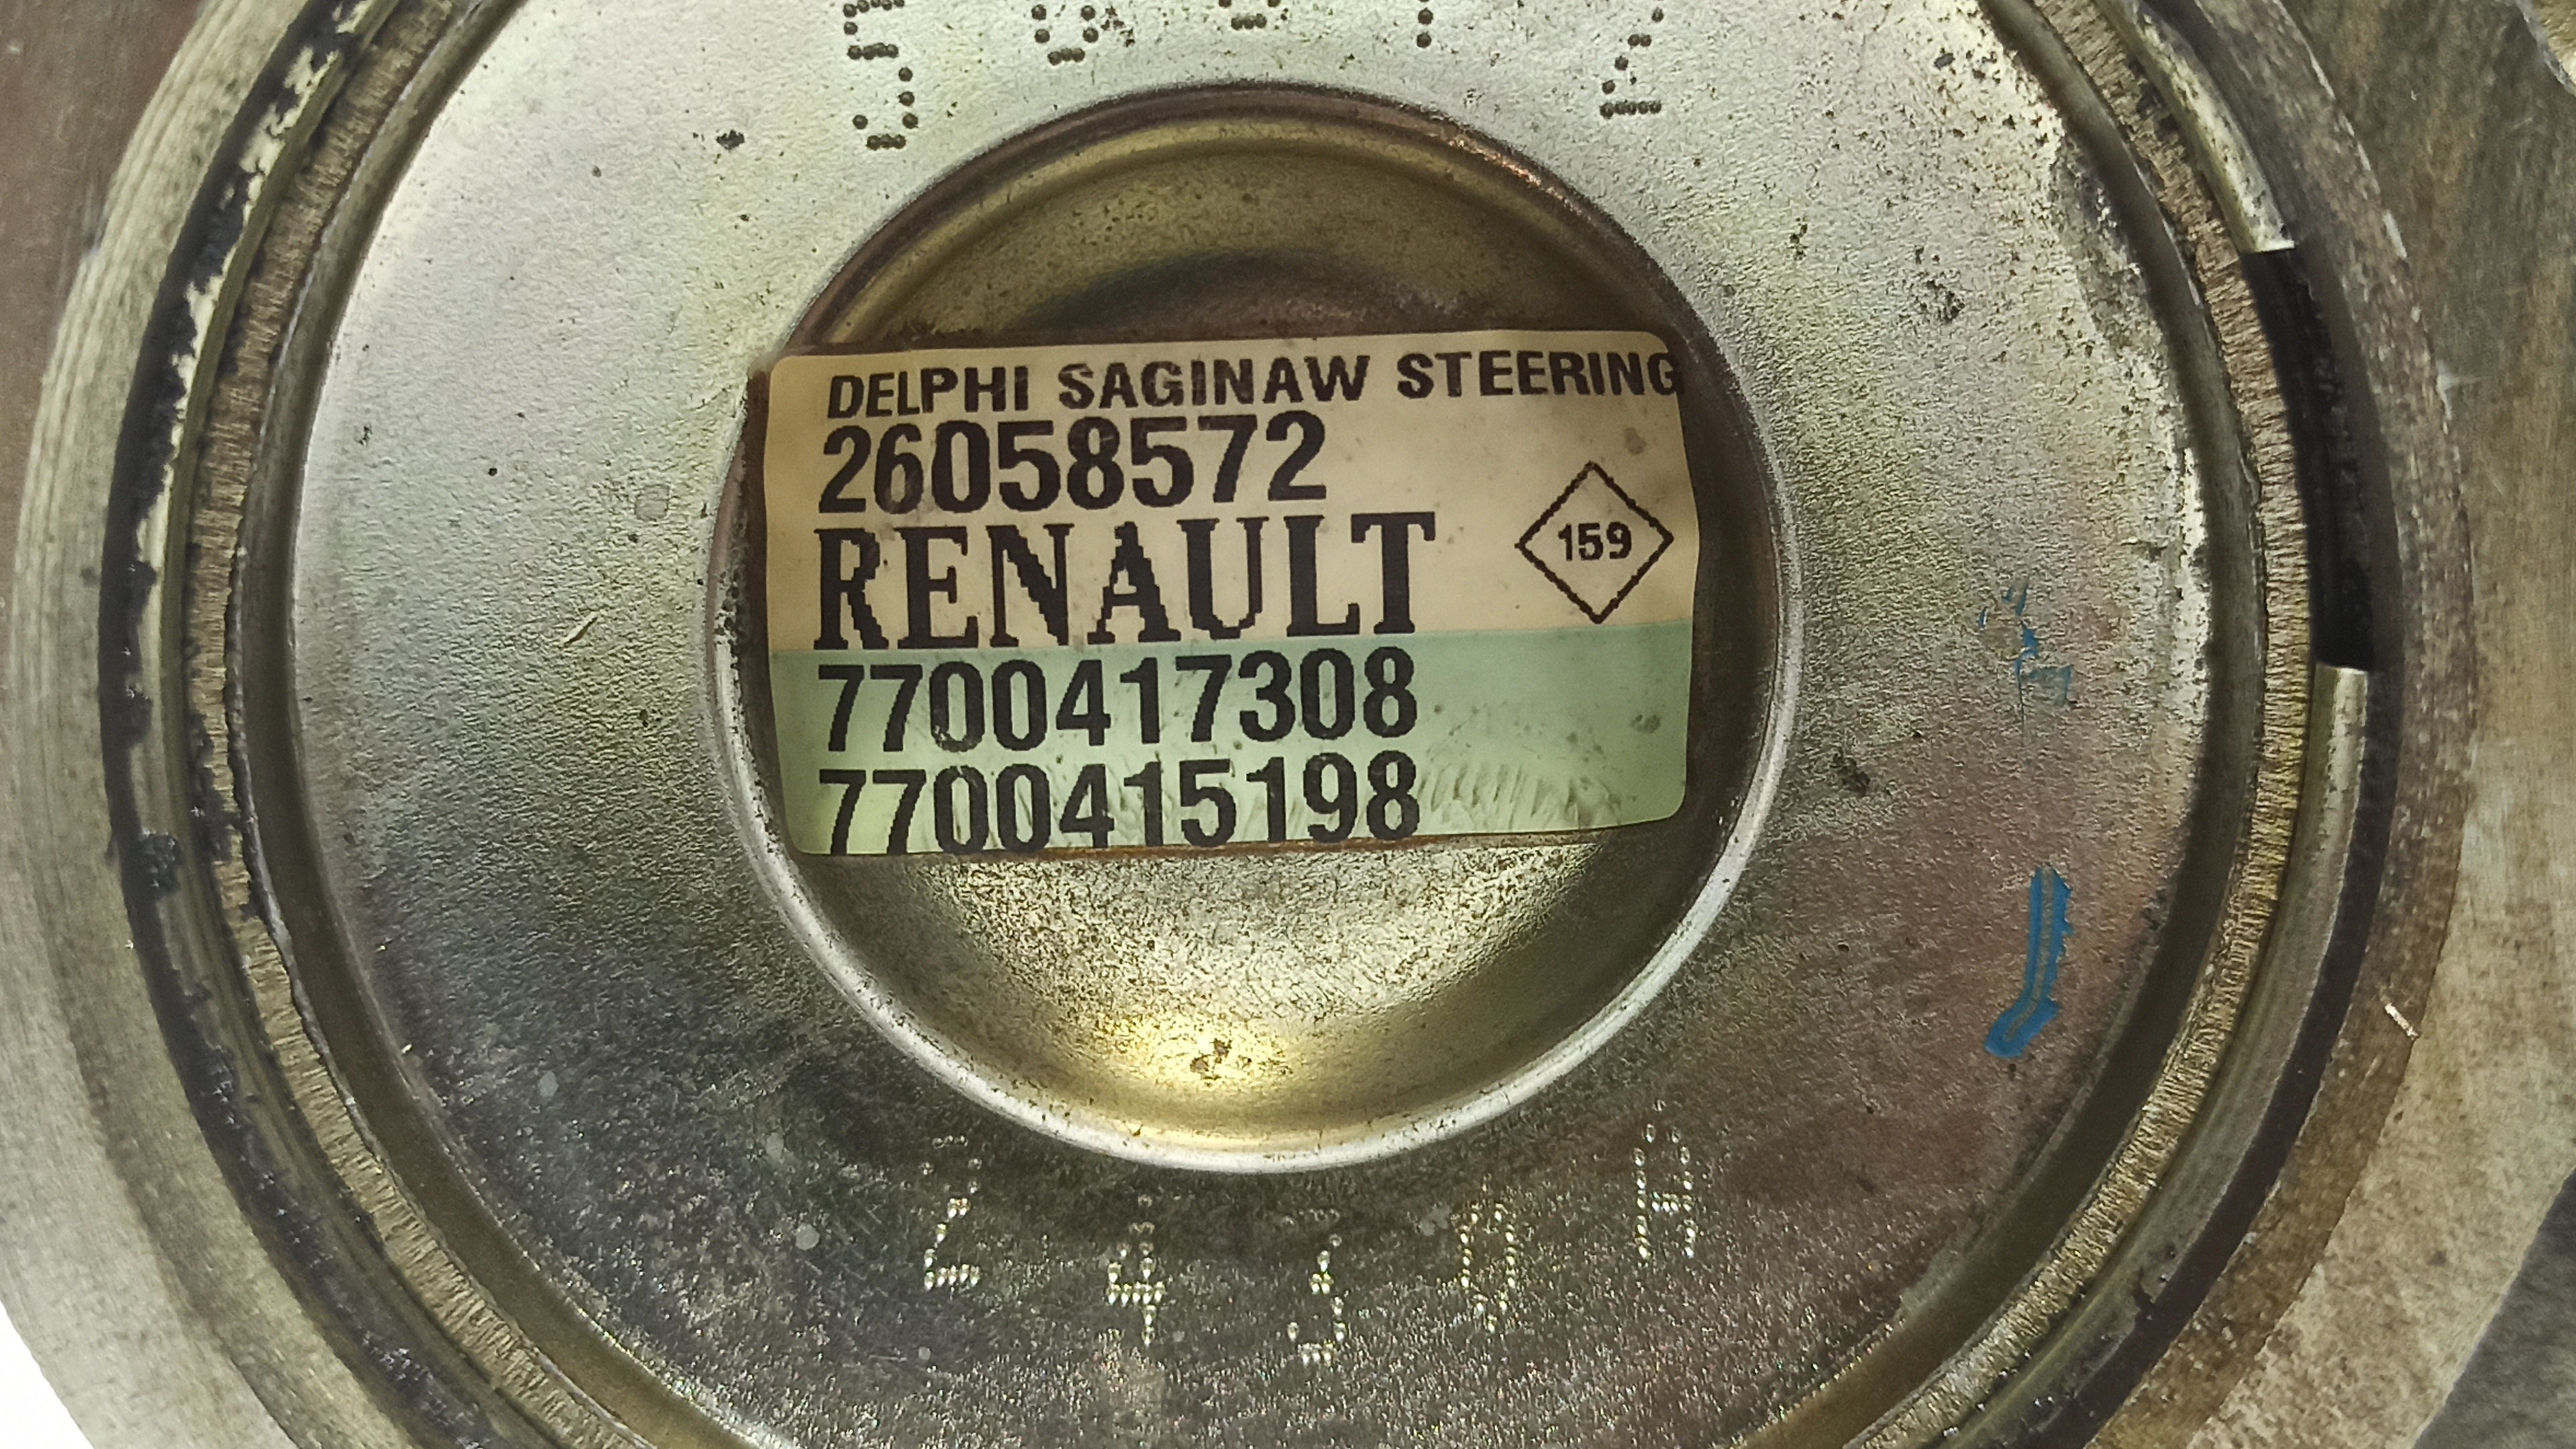 DELPHI SAGINAW STEERING
26058572
RENAULT
159
7700417308
7700415198